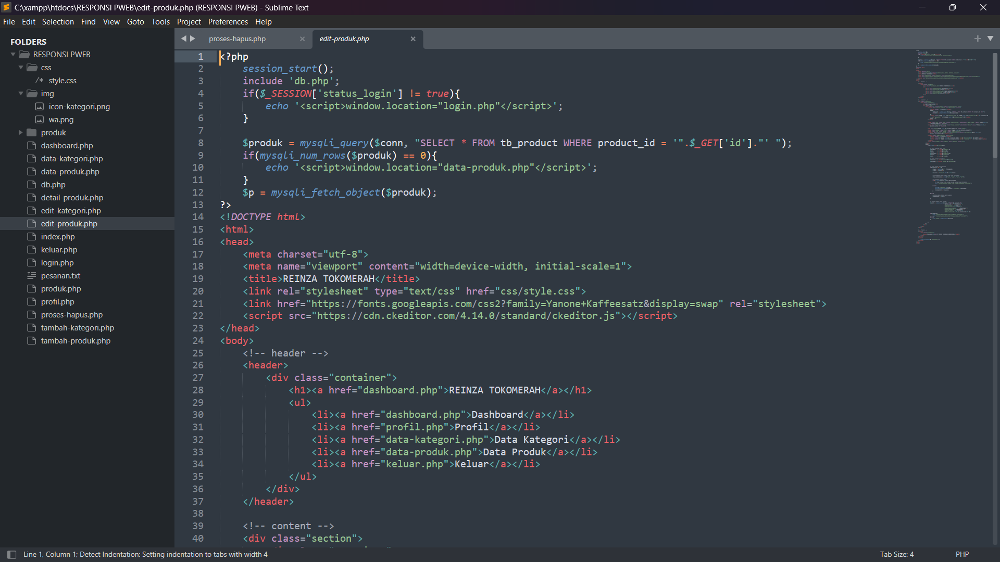 C:\xampp\htdocs\RESPONSI PWEB\edit-produk.php (RESPONSI PWEB) - Sublime Text
File Edit Selection Find View Goto Tools Project Preferences Help
FOLDERS
RESPONSI PWEB
css
/* style.css
img
icon-kategori.png
wa.png
produk
dashboard.php
data-kategori.php
data-produk.php
db.php
detail-produk.php
edit-kategori.php
edit-produk.php
index.php
keluar.php
login.php
pesanan.txt
produk.php
profil.php
proses-hapus.php
tambah-kategori.php
tambah-produk.php
proses-hapus.php edit-produk.php
1 <?php
2 session_start();
3 include 'db.php';
4 if($_SESSION['status_login'] != true){
5 echo '<script>window.location="login.php"</script>';
6 }
7
8 $produk = mysqli_query($conn, "SELECT * FROM tb_product WHERE product_id = '".$_GET['id']."' ");
9 if(mysqli_num_rows($produk) == 0){
10 echo '<script>window.location="data-produk.php"</script>';
11 }
12 $p = mysqli_fetch_object($produk);
13 ?>
14 <!DOCTYPE html>
15 <html>
16 <head>
17 <meta charset="utf-8">
18 <meta name="viewport" content="width=device-width, initial-scale=1">
19 <title>REINZA TOKOMERAH</title>
20 <link rel="stylesheet" type="text/css" href="css/style.css">
21 <link href="https://fonts.googleapis.com/css2?family=Yanone+Kaffeesatz&display=swap" rel="stylesheet">
22 <script src="https://cdn.ckeditor.com/4.14.0/standard/ckeditor.js"></script>
23 </head>
24 <body>
25 <!-- header -->
26 <header>
27 <div class="container">
28 <h1><a href="dashboard.php">REINZA TOKOMERAH</a></h1>
29 <ul>
30 <li><a href="dashboard.php">Dashboard</a></li>
31 <li><a href="profil.php">Profil</a></li>
32 <li><a href="data-kategori.php">Data Kategori</a></li>
33 <li><a href="data-produk.php">Data Produk</a></li>
34 <li><a href="keluar.php">Keluar</a></li>
35 </ul>
36 </div>
37 </header>
38
39 <!-- content -->
40 <div class="section">
Line 1, Column 1; Detect Indentation: Setting indentation to tabs with width 4
Tab Size: 4 PHP